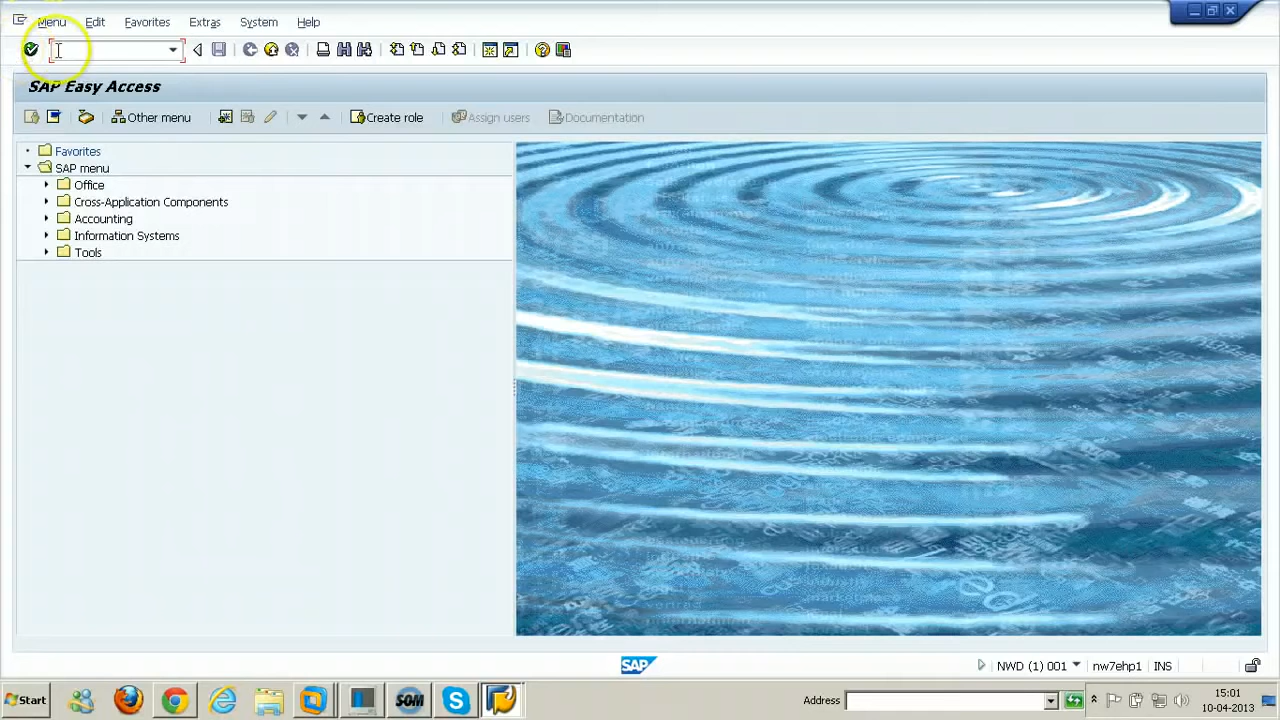 Menu Edit Favorites Extras System Help
SAP Easy Access
Other menu Create role Assign users Documentation
Favorites
SAP menu
Office
Cross-Application Components
Accounting
Information Systems
Tools
SAP NWD (1) 001 nw7ehp1 INS
Start SOM Address 15:01
10-04-2013